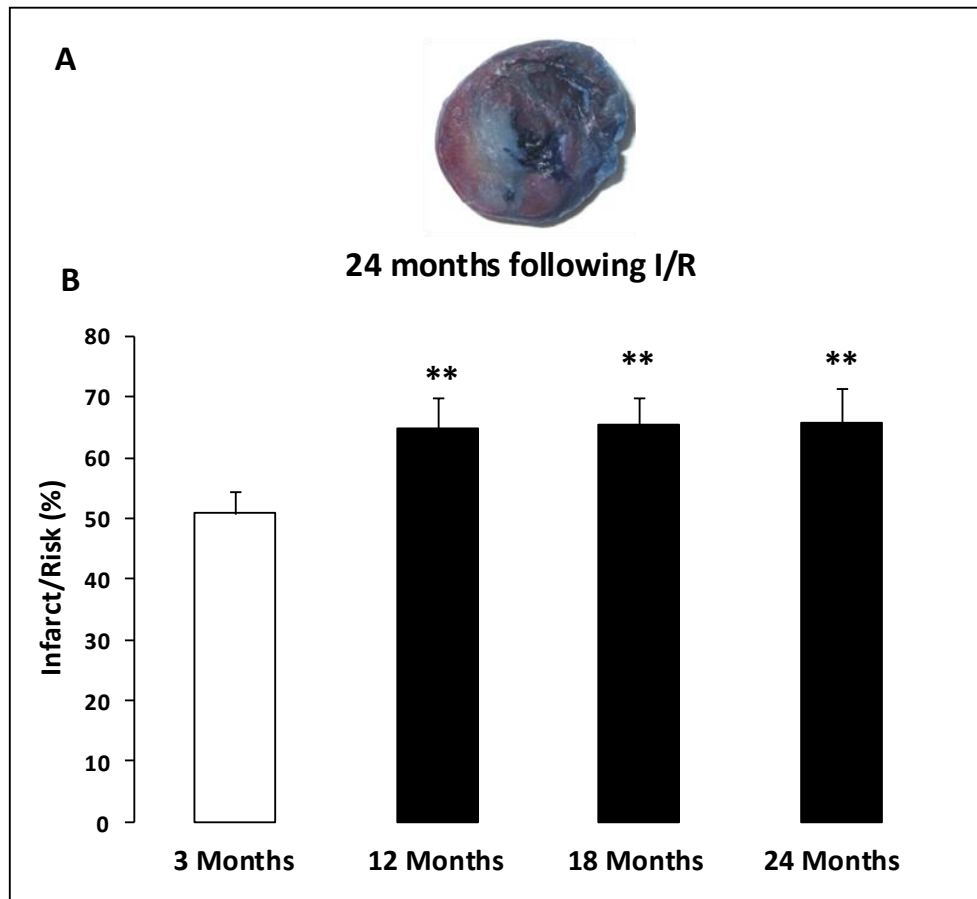 A
24 months following I/R
B
80
70
60
50
40
30
20
10
0
Infarct/Risk (%)
**
**
**
3 Months
12 Months
18 Months
24 Months